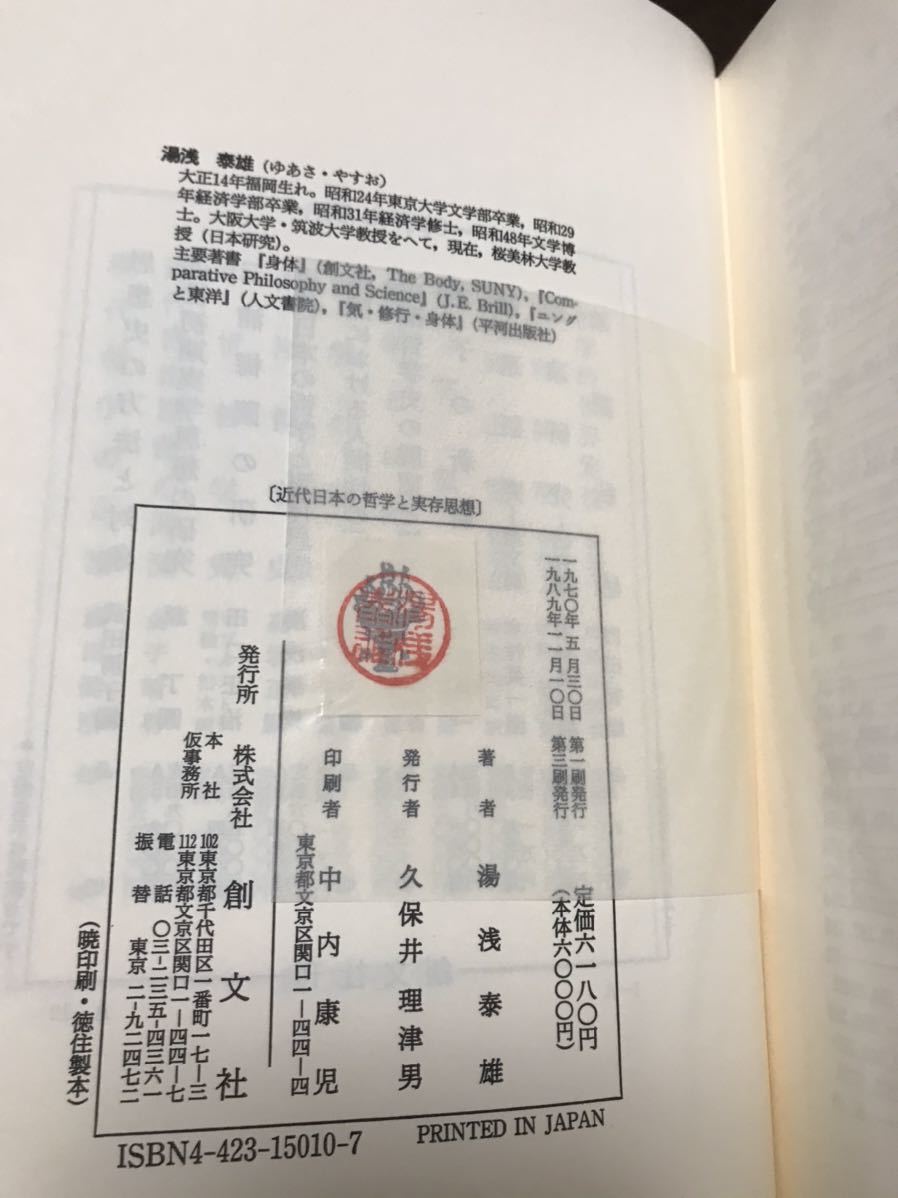 湯浅　泰雄（ゆあさ・やすお）
大正14年福岡生れ。昭和24年東京大学文学部卒業，昭和29
年経済学部卒業，昭和31年経済学修士，昭和48年文学博
士。大阪大学・筑波大学教授をへて，現在，桜美林大学教
授（日本研究）。
主要著書　『身体』（創文社，The Body, SUNY），『Com-
parative Philosophy and Science』（J. E. Brill），『ユング
と東洋』（人文書院），『気・修行・身体』（平河出版社）
〔近代日本の哲学と実存思想〕
一九七〇年 五 月三〇日　第一刷発行
一九八九年一一月一〇日　第三刷発行
定価六一八〇円
（本体六〇〇〇円）
著　者　湯浅泰雄
発行者　久保井理津男
印刷者　中内康児
東京都文京区関口一―四四―四
発行所　株式会社　創文社
本　社　102東京都千代田区一番町一七―三
仮事務所　112東京都文京区関口一―四四―七
電　話　〇三―二三五―四三六一
振　替　東京　二―九二四七二
（暁印刷・徳住製本）
ISBN4-423-15010-7　PRINTED IN JAPAN